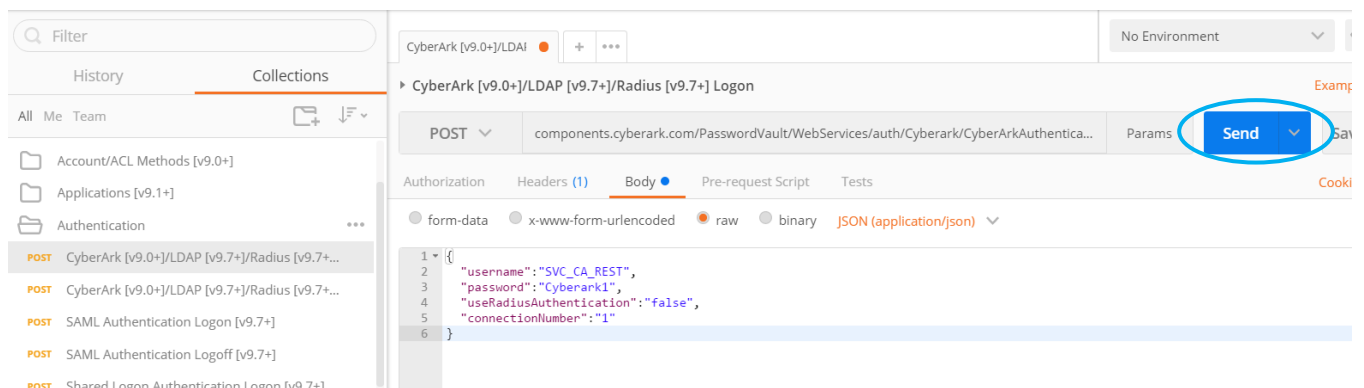 Filter
History Collections
All Me Team
Account/ACL Methods [v9.0+]
Applications [v9.1+]
Authentication
POST CyberArk [v9.0+]/LDAP [v9.7+]/Radius [v9.7+...
POST CyberArk [v9.0+]/LDAP [v9.7+]/Radius [v9.7+...
POST SAML Authentication Logon [v9.7+]
POST SAML Authentication Logoff [v9.7+]
POST Shared Logon Authentication Logon [v9.7+]
CyberArk [v9.0+]/LDAI + •••
No Environment
CyberArk [v9.0+]/LDAP [v9.7+]/Radius [v9.7+] Logon Examp
POST components.cyberark.com/PasswordVault/WebServices/auth/Cyberark/CyberArkAuthentica... Params Send Sav
Authorization Headers (1) Body Pre-request Script Tests Cooki
form-data x-www-form-urlencoded raw binary JSON (application/json)
1 {
2 "username":"SVC_CA_REST",
3 "password":"Cyberark1",
4 "useRadiusAuthentication":"false",
5 "connectionNumber":"1"
6 }